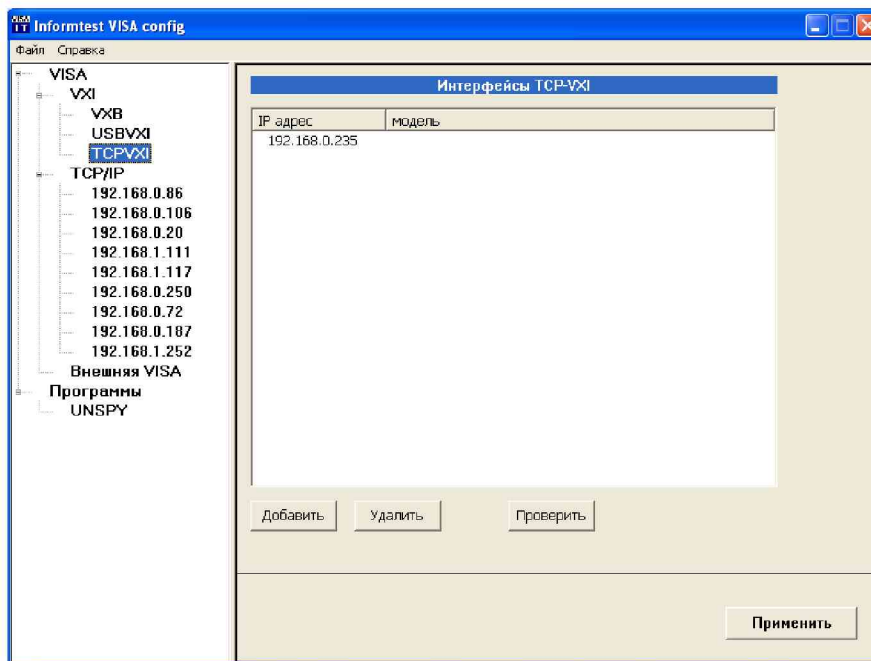 VISA
IT
Informtest VISA config
Файл Справка
VISA
VXI
VXB
USBVXI
TCPVXI
TCP/IP
192.168.0.86
192.168.0.106
192.168.0.20
192.168.1.111
192.168.1.117
192.168.0.250
192.168.0.72
192.168.0.187
192.168.1.252
Внешняя VISA
Программы
UNSPY
Интерфейсы TCP-VXI
IP адрес модель
192.168.0.235
Добавить Удалить Проверить
Применить